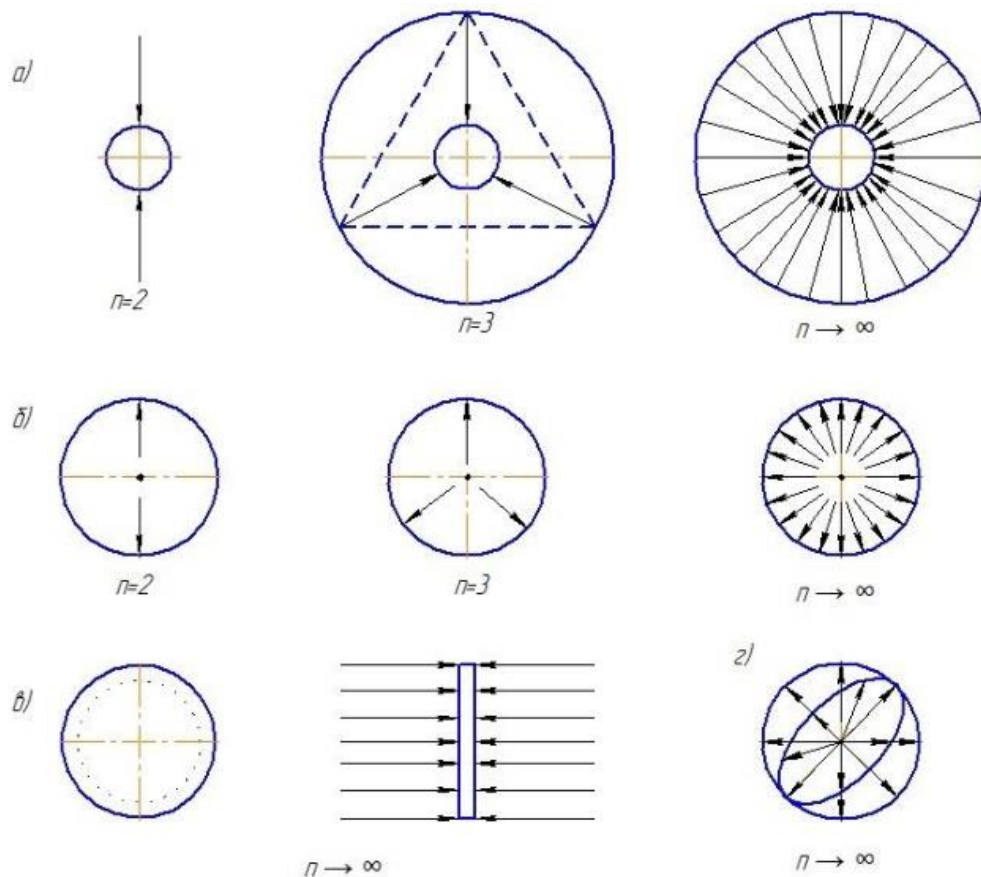 а)
n=2
n=3
n → ∞
б)
n=2
n=3
n → ∞
в)
n → ∞
г)
n → ∞